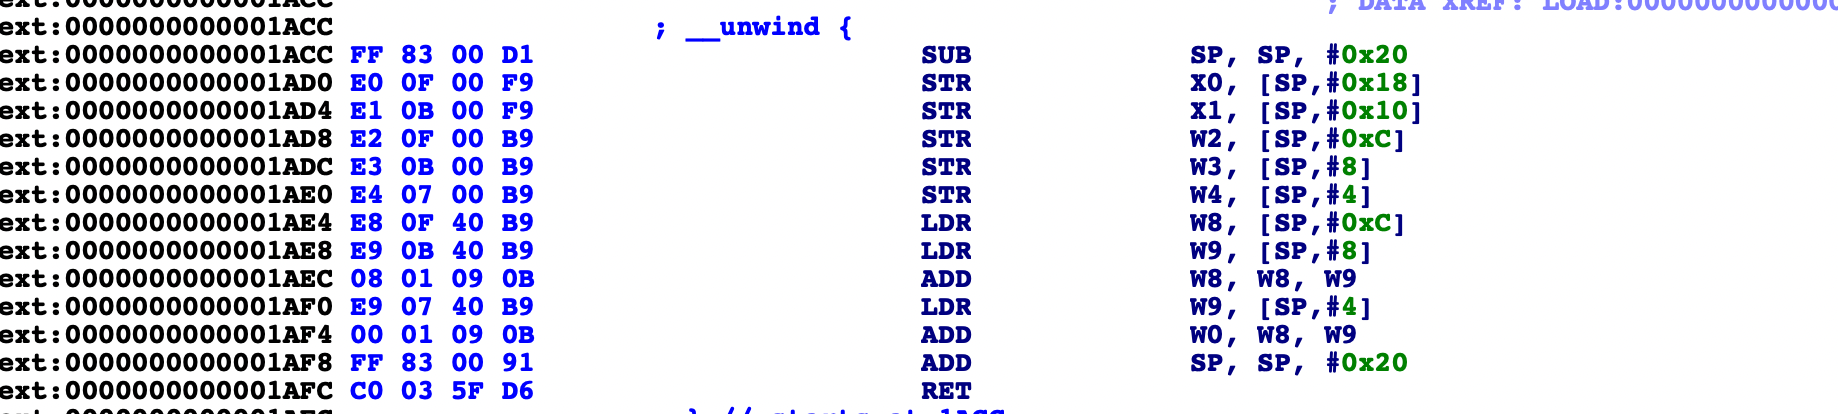 ext:0000000000001ACC ; DATA XREF: LOAD:
ext:0000000000001ACC ; __unwind {
ext:0000000000001ACC FF 83 00 D1 SUB SP, SP, #0x20
ext:0000000000001AD0 E0 0F 00 F9 STR X0, [SP,#0x18]
ext:0000000000001AD4 E1 0B 00 F9 STR X1, [SP,#0x10]
ext:0000000000001AD8 E2 0F 00 B9 STR W2, [SP,#0xC]
ext:0000000000001ADC E3 0B 00 B9 STR W3, [SP,#8]
ext:0000000000001AE0 E4 07 00 B9 STR W4, [SP,#4]
ext:0000000000001AE4 E8 0F 40 B9 LDR W8, [SP,#0xC]
ext:0000000000001AE8 E9 0B 40 B9 LDR W9, [SP,#8]
ext:0000000000001AEC 08 01 09 0B ADD W8, W8, W9
ext:0000000000001AF0 E9 07 40 B9 LDR W9, [SP,#4]
ext:0000000000001AF4 00 01 09 0B ADD W0, W8, W9
ext:0000000000001AF8 FF 83 00 91 ADD SP, SP, #0x20
ext:0000000000001AFC C0 03 5F D6 RET
ext:0000000000001AFC } // starts at 1ACC